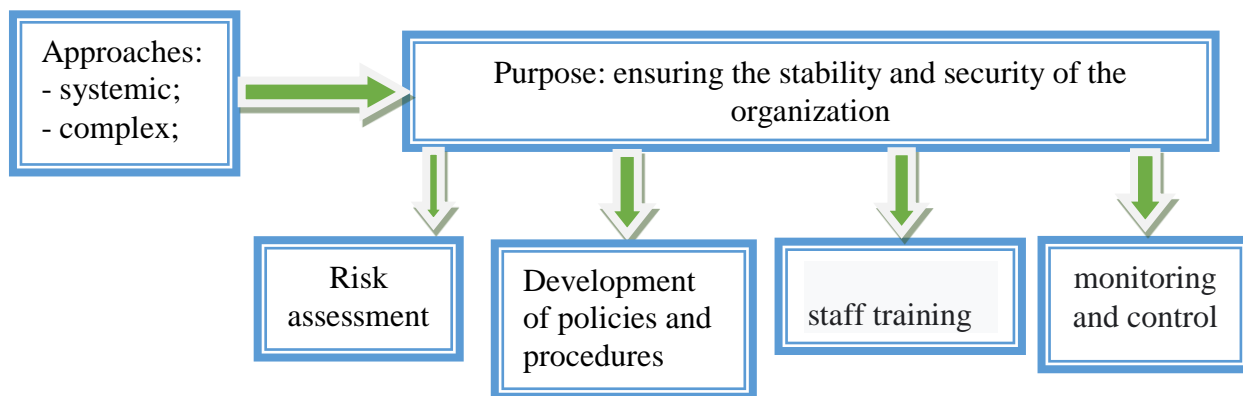 Approaches:
- systemic;
- complex;
Purpose: ensuring the stability and security of the
organization
Risk
assessment
Development
of policies and
procedures
staff training
monitoring
and control